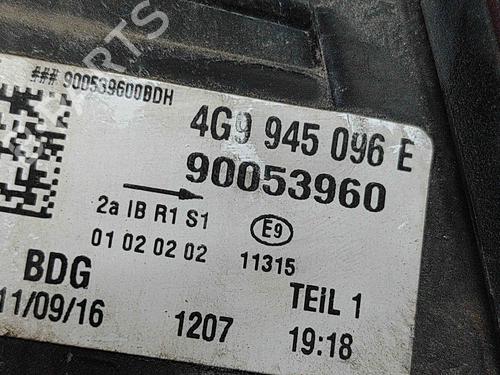 ### 900539600BDH
4G9 945 096 E
90053960
2a IB R1 S1
E9
01 02 02 02
11315
BDG
TEIL 1
11/09/16
1207
19:18
PARTS